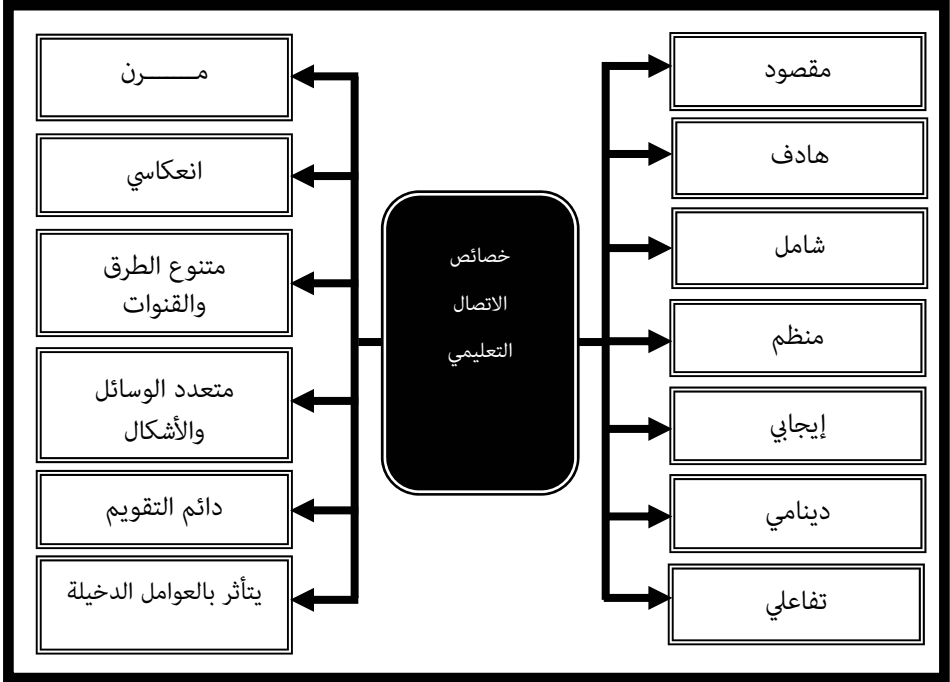 خصائص
الاتصال
التعليمي
مقصود
هادف
شامل
منظم
إيجابي
دينامي
تفاعلي
مـــــرن
انعكاسي
متنوع الطرق
والقنوات
متعدد الوسائل
والأشكال
دائم التقويم
يتأثر بالعوامل الدخيلة